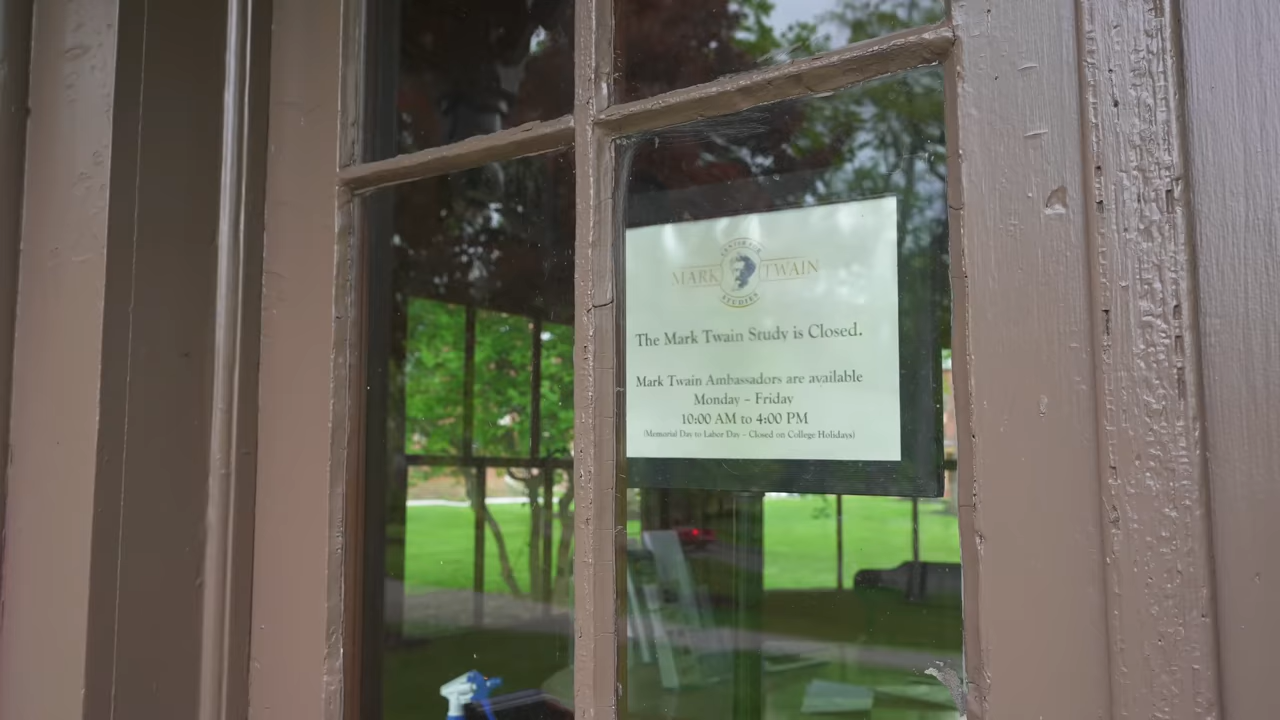 CENTER FOR
MARK TWAIN
STUDIES
The Mark Twain Study is Closed.
Mark Twain Ambassadors are available
Monday – Friday
10:00 AM to 4:00 PM
(Memorial Day to Labor Day – Closed on College Holidays)